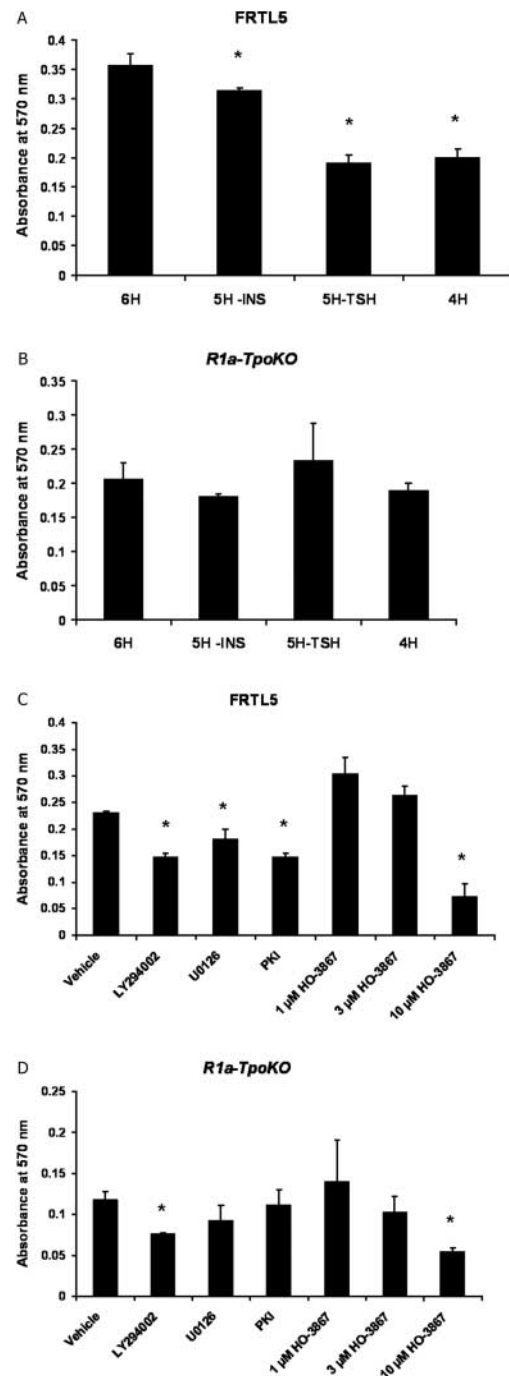 A
FRTL5
Absorbance at 570 nm
0.4
0.35
0.3
0.25
0.2
0.15
0.1
0.05
0
*
*
*
6H
5H -INS
5H-TSH
4H
B
R1a-TpoKO
Absorbance at 570 nm
0.35
0.3
0.25
0.2
0.15
0.1
0.05
0
6H
5H -INS
5H-TSH
4H
C
FRTL5
Absorbance at 570 nm
0.4
0.35
0.3
0.25
0.2
0.15
0.1
0.05
0
*
*
*
*
Vehicle
LY294002
U0126
PKI
1 µM HO-3867
3 µM HO-3867
10 µM HO-3867
D
R1a-TpoKO
Absorbance at 570 nm
0.25
0.2
0.15
0.1
0.05
0
*
*
Vehicle
LY294002
U0126
PKI
1 µM HO-3867
3 µM HO-3867
10 µM HO-3867